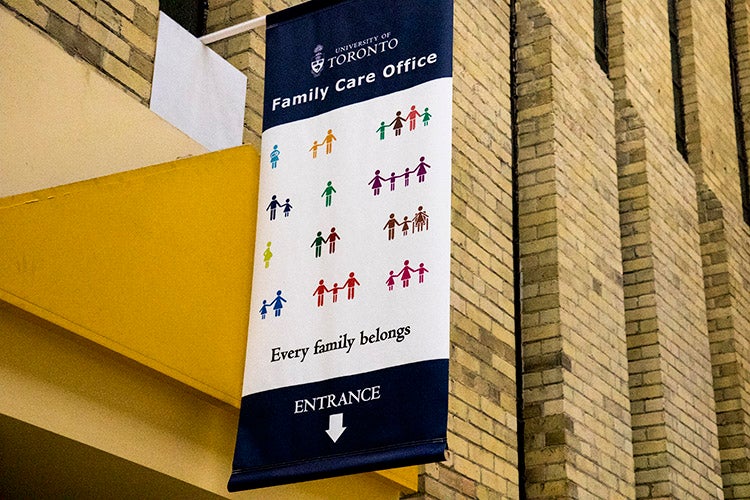 UNIVERSITY OF
TORONTO
Family Care Office
Every family belongs
ENTRANCE